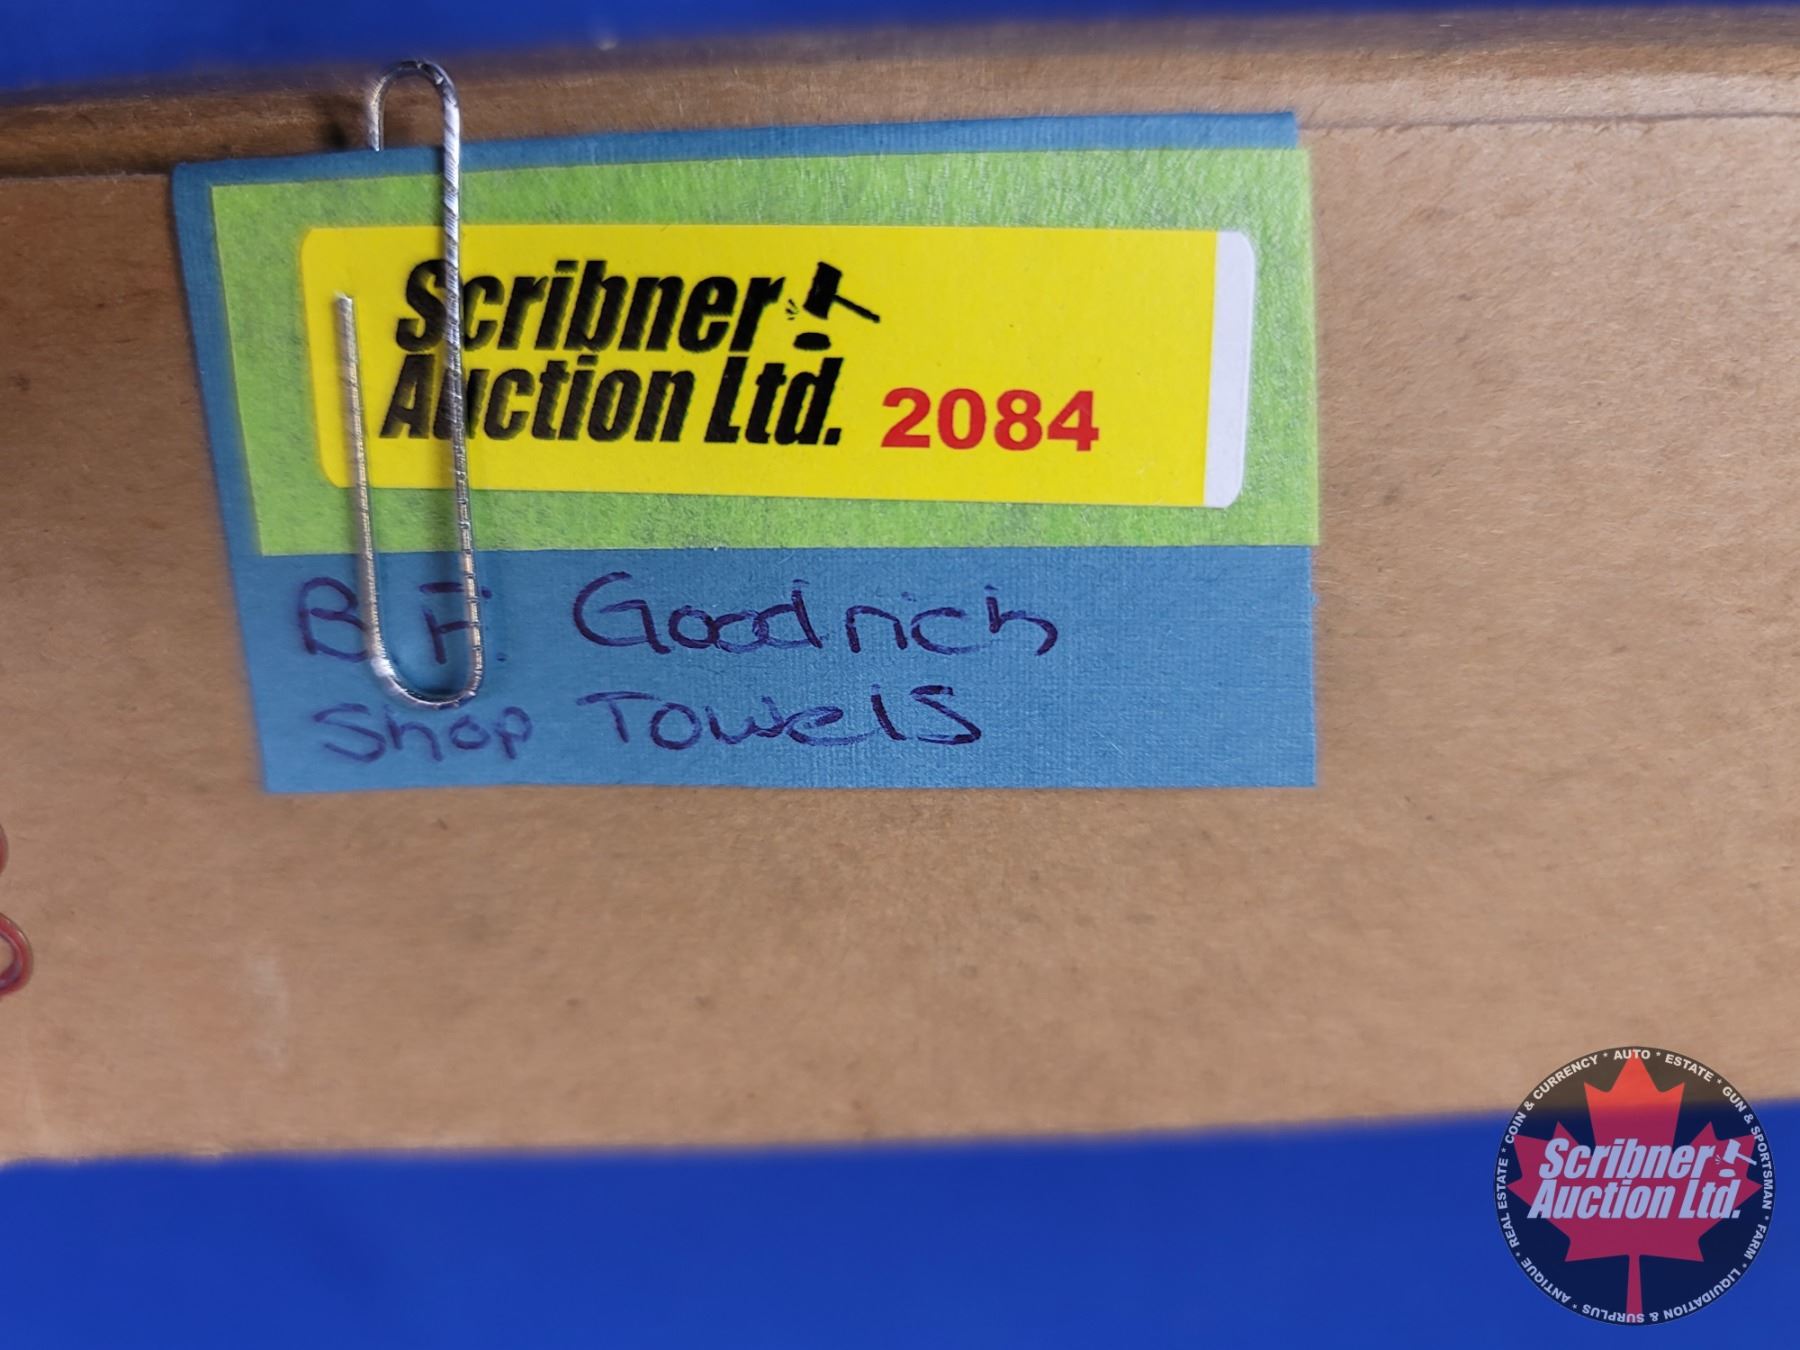 Scribner
Auction Ltd. 2084
B.F. Goodrich
Shop Towels
Scribner
Auction Ltd.
ANTIQUE * REAL ESTATE * COIN & CURRENCY * AUTO * ESTATE * GUN & SPORTSMAN * FARM * LIQUIDATION & SURPLUS *